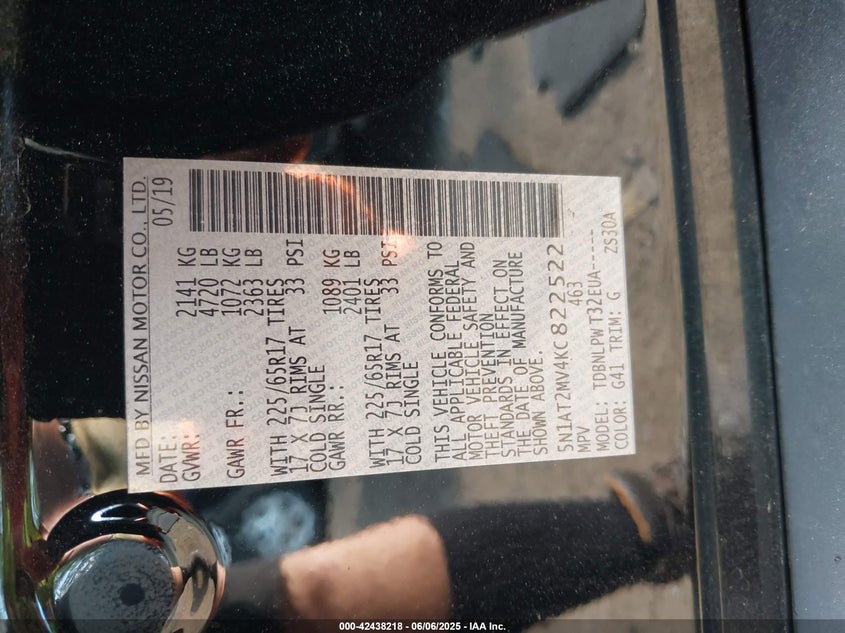 MFD BY NISSAN MOTOR CO., LTD.
DATE: 05/19
GVWR: 2141 KG
4720 LB
GAWR FR.: 1072 KG
2363 LB
WITH 225/65R17 TIRES
17 X 7J RIMS AT 33 PSI
COLD SINGLE
GAWR RR.: 1089 KG
2401 LB
WITH 225/65R17 TIRES
17 X 7J RIMS AT 33 PSI
COLD SINGLE
THIS VEHICLE CONFORMS TO
ALL APPLICABLE FEDERAL
MOTOR VEHICLE SAFETY AND
THEFT PREVENTION
STANDARDS IN EFFECT ON
THE DATE OF MANUFACTURE
SHOWN ABOVE.
5N1AT2MV4KC822522
MPV 463
MODEL: TDBNLPW T32EUA-----
COLOR: G41 TRIM: G ZS30A
000-42438218 - 06/06/2025 - IAA Inc.